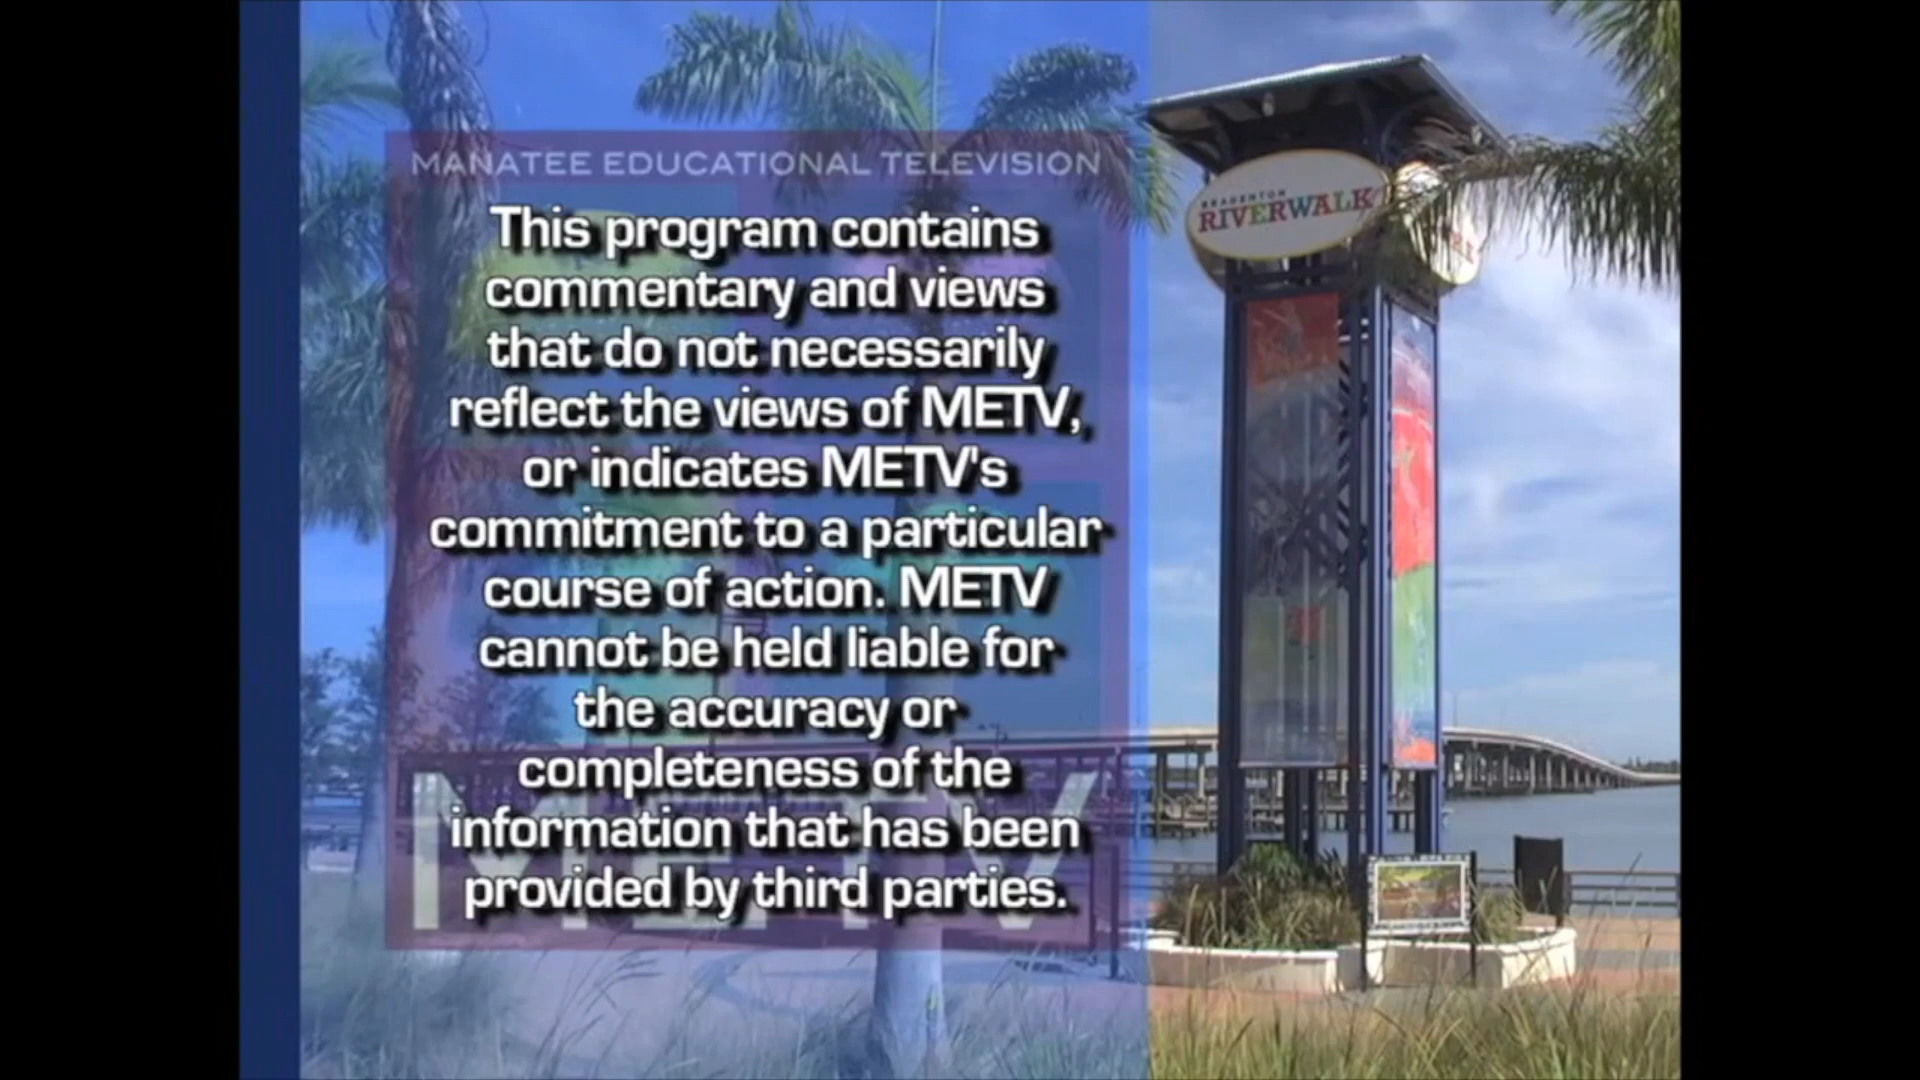 MANATEE EDUCATIONAL TELEVISION
This program contains
commentary and views
that do not necessarily
reflect the views of METV,
or indicates METV's
commitment to a particular
course of action. METV
cannot be held liable for
the accuracy or
completeness of the
information that has been
provided by third parties.
METV
BRADENTON
RIVERWALK